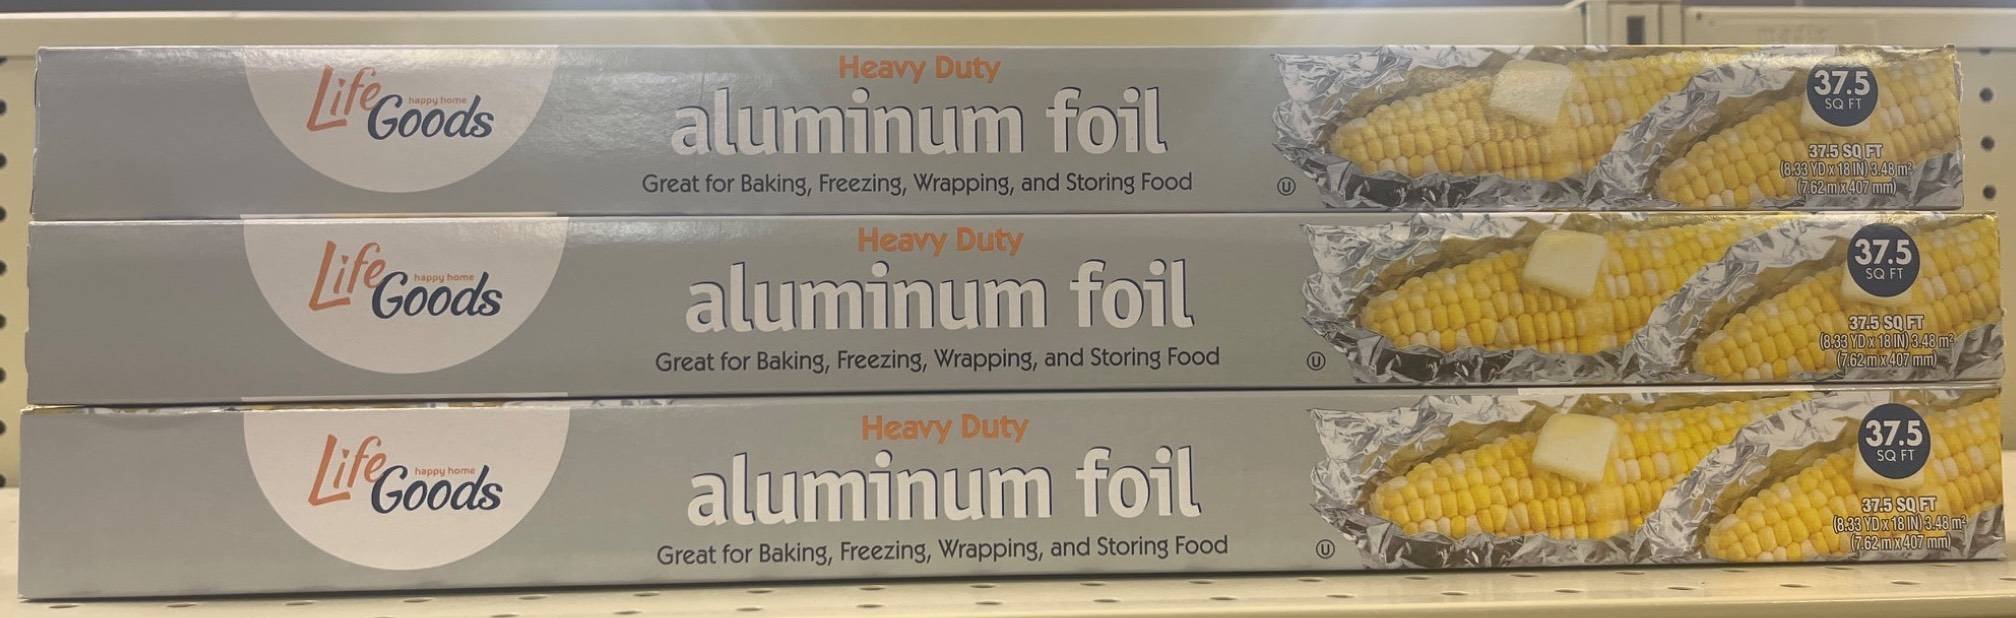 Life
happy home
Goods
Heavy Duty
aluminum foil
Great for Baking, Freezing, Wrapping, and Storing Food
U
37.5
SQ FT
37.5 SQ FT
(8.33 YD x 18 IN) 3.48 m²
(7.62 m x 407 mm)
Life
happy home
Goods
Heavy Duty
aluminum foil
Great for Baking, Freezing, Wrapping, and Storing Food
U
37.5
SQ FT
37.5 SQ FT
(8.33 YD x 18 IN) 3.48 m²
(7.62 m x 407 mm)
Life
happy home
Goods
Heavy Duty
aluminum foil
Great for Baking, Freezing, Wrapping, and Storing Food
U
37.5
SQ FT
37.5 SQ FT
(8.33 YD x 18 IN) 3.48 m²
(7.62 m x 407 mm)